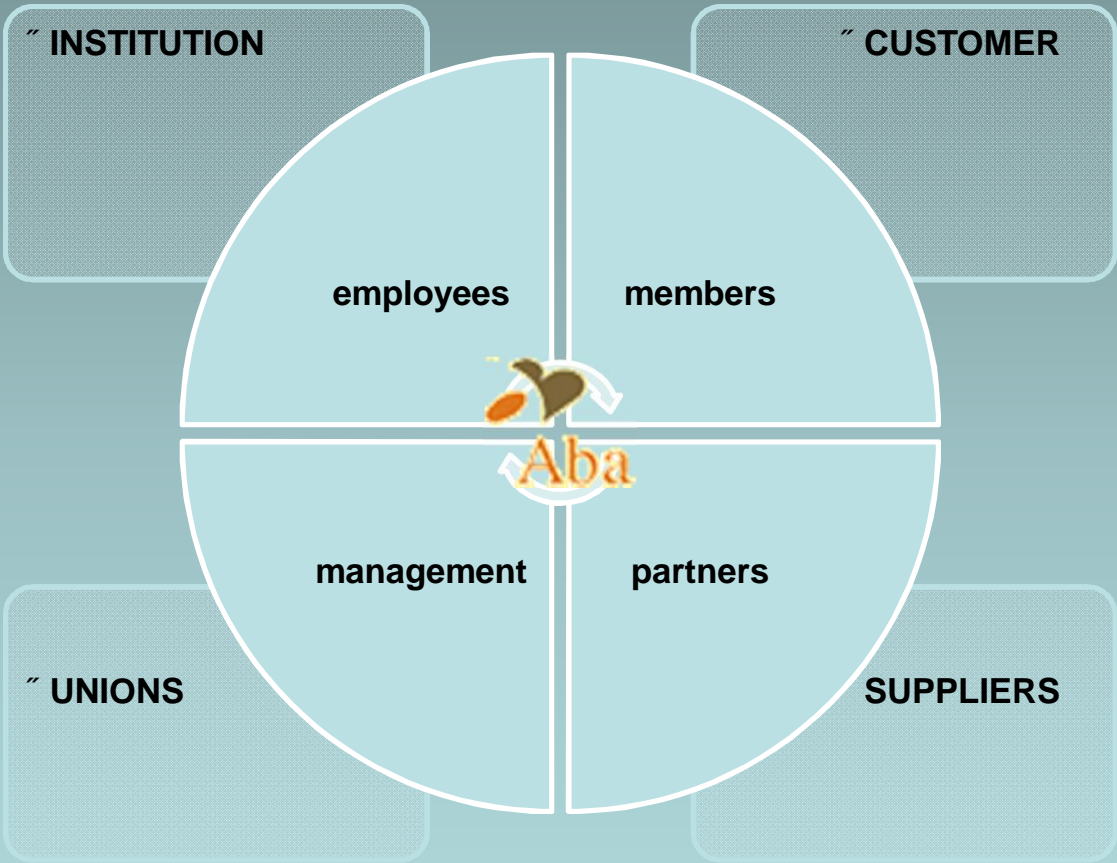 ˝ INSTITUTION
˝ CUSTOMER
employees
members
Aba
management
partners
˝ UNIONS
SUPPLIERS